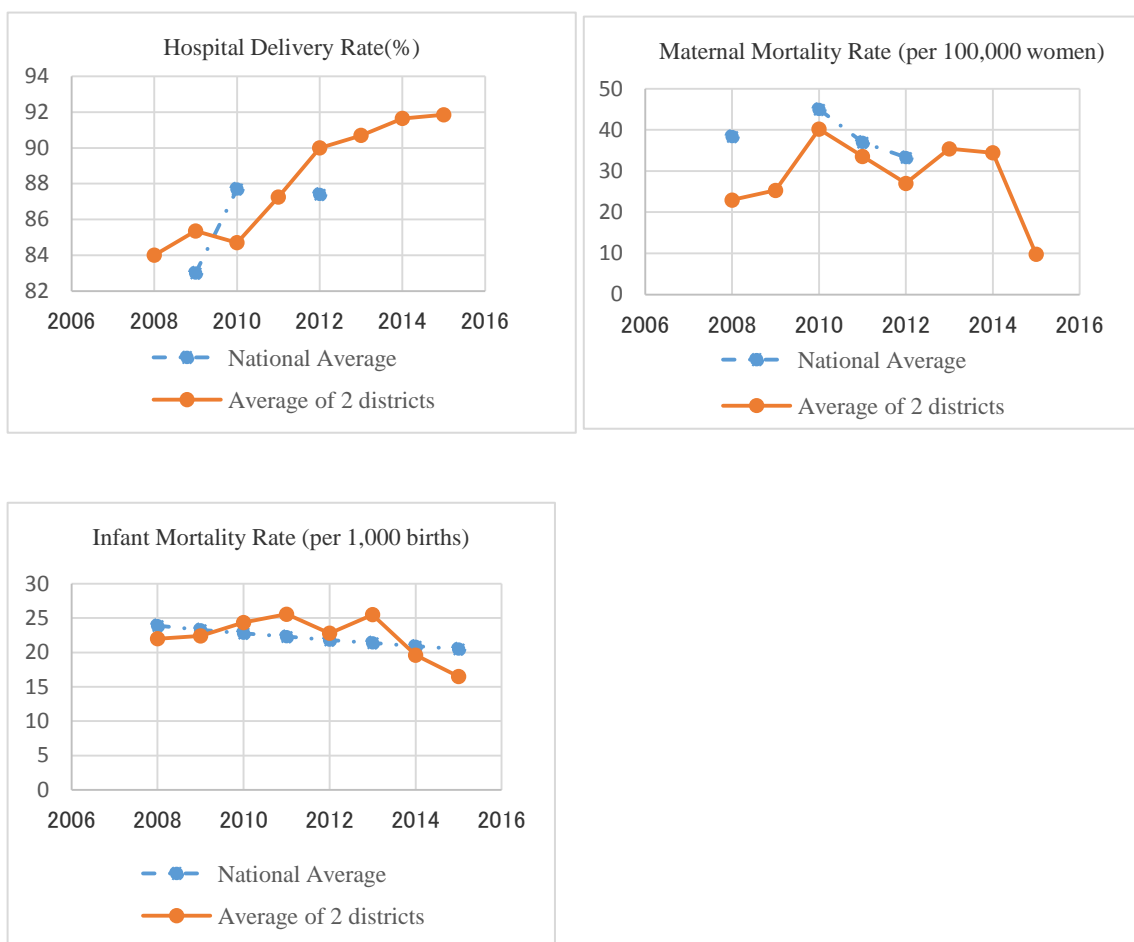 Hospital Delivery Rate(%)
94
92
90
88
86
84
82
2006 2008 2010 2012 2014 2016
National Average
Average of 2 districts
Maternal Mortality Rate (per 100,000 women)
50
40
30
20
10
0
2006 2008 2010 2012 2014 2016
National Average
Average of 2 districts
Infant Mortality Rate (per 1,000 births)
30
25
20
15
10
5
0
2006 2008 2010 2012 2014 2016
National Average
Average of 2 districts